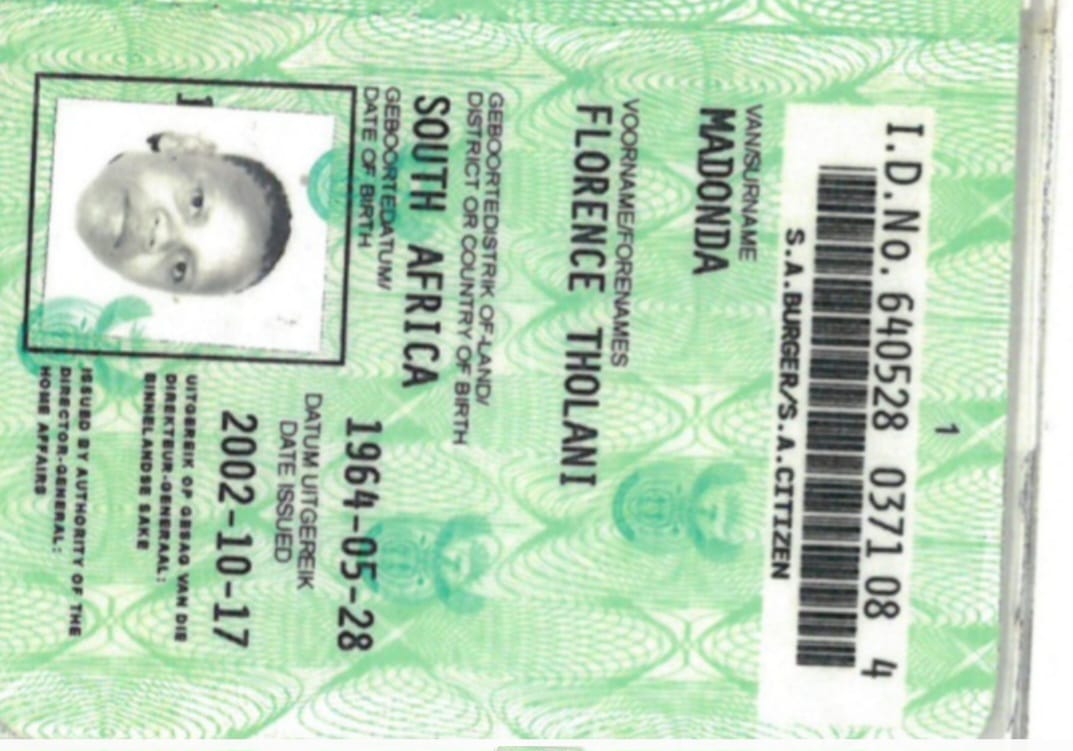 1
I.D.No. 640528 0371 08 4
S.A.BURGER/S.A.CITIZEN
VAN/SURNAME
MADONDA
VOORNAME/FORENAMES
FLORENCE THOLANI
GEBOORTEDISTRIK OF-LAND/
DISTRICT OR COUNTRY OF BIRTH
SOUTH AFRICA
GEBOORTEDATUM/
DATE OF BIRTH
1964-05-28
DATUM UITGEREIK
DATE ISSUED
2002-10-17
UITGEREIK OP GESAG VAN DIE
DIREKTEUR-GENERAAL:
BINNELANDSE SAKE
ISSUED BY AUTHORITY OF THE
DIRECTOR-GENERAL:
HOME AFFAIRS